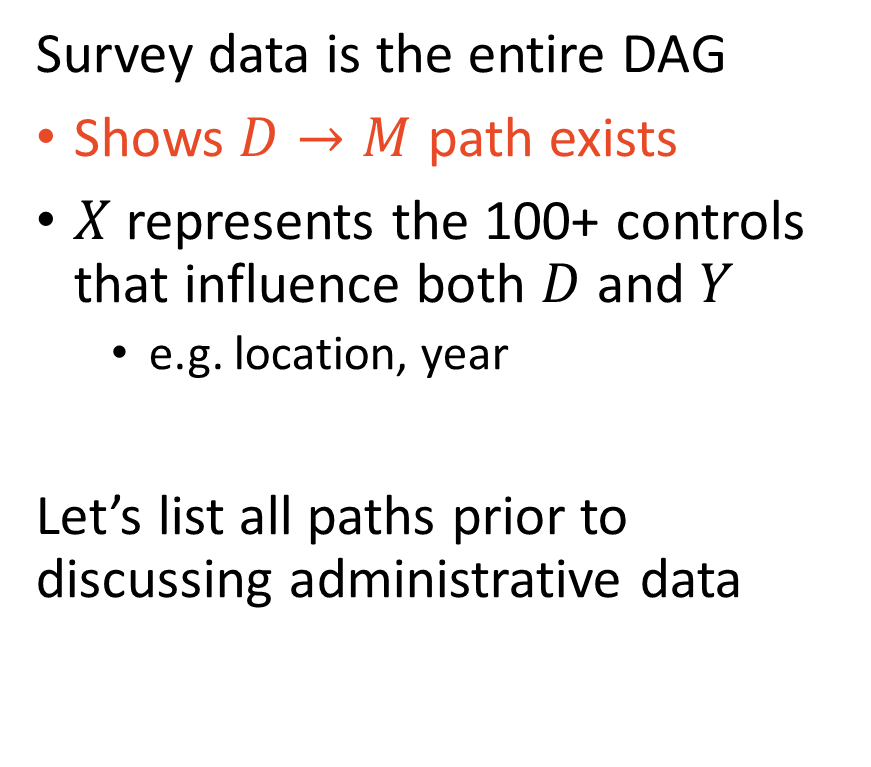 Survey data is the entire DAG
• Shows D → M path exists
• X represents the 100+ controls
that influence both D and Y
• e.g. location, year
Let’s list all paths prior to
discussing administrative data